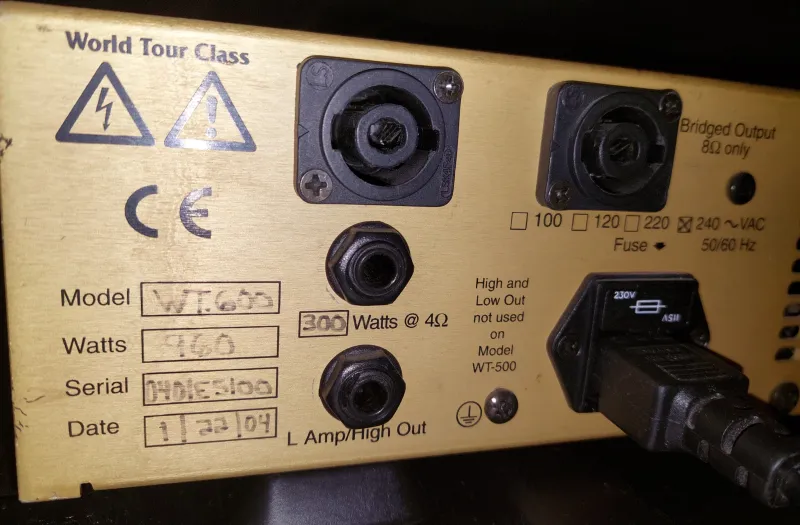 World Tour Class
Bridged Output
8Ω only
100 120 220 240 ~VAC
Fuse 50/60 Hz
230V
Model WT.600
Watts 960
Serial
Date 1/22/04
300 Watts @ 4Ω
L Amp/High Out
High and
Low Out
not used
on
Model
WT-500
CE